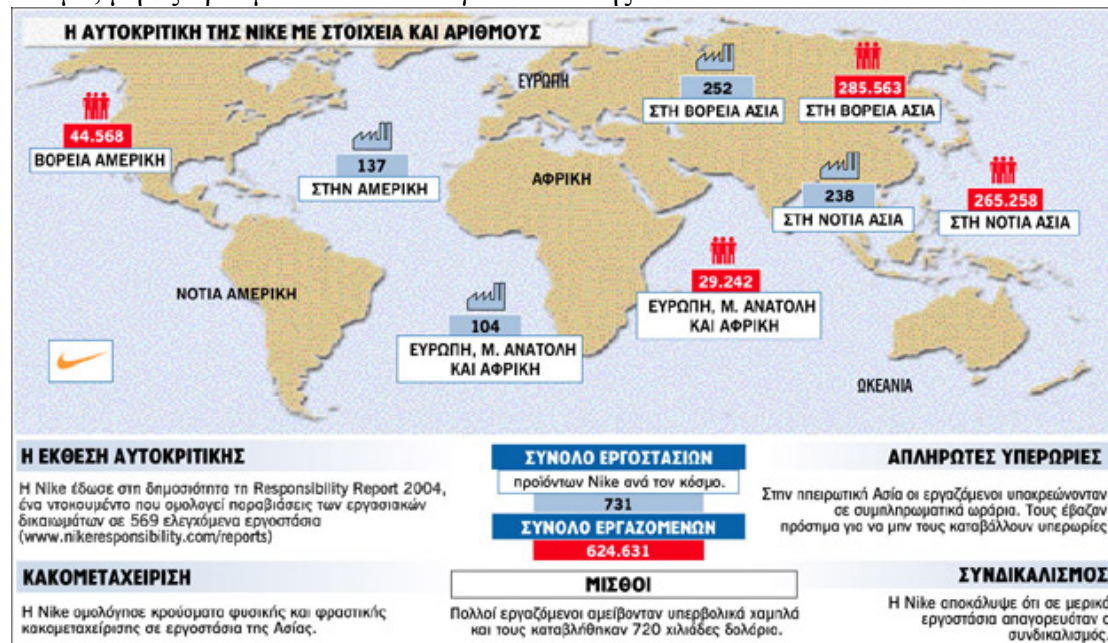 Η ΑΥΤΟΚΡΙΤΙΚΗ ΤΗΣ NIKE ΜΕ ΣΤΟΙΧΕΙΑ ΚΑΙ ΑΡΙΘΜΟΥΣ
ΕΥΡΩΠΗ
252
ΣΤΗ ΒΟΡΕΙΑ ΑΣΙΑ
285.563
ΣΤΗ ΒΟΡΕΙΑ ΑΣΙΑ
44.568
ΒΟΡΕΙΑ ΑΜΕΡΙΚΗ
137
ΣΤΗΝ ΑΜΕΡΙΚΗ
ΑΦΡΙΚΗ
238
ΣΤΗ ΝΟΤΙΑ ΑΣΙΑ
265.258
ΣΤΗ ΝΟΤΙΑ ΑΣΙΑ
ΝΟΤΙΑ ΑΜΕΡΙΚΗ
29.242
ΕΥΡΩΠΗ, Μ. ΑΝΑΤΟΛΗ
ΚΑΙ ΑΦΡΙΚΗ
104
ΕΥΡΩΠΗ, Μ. ΑΝΑΤΟΛΗ
ΚΑΙ ΑΦΡΙΚΗ
ΩΚΕΑΝΙΑ
Η ΕΚΘΕΣΗ ΑΥΤΟΚΡΙΤΙΚΗΣ
Η Nike έδωσε στη δημοσιότητα τη Responsibility Report 2004,
ένα ντοκουμέντο που ομολογεί παραβιάσεις των εργασιακών
δικαιωμάτων σε 569 ελεγχόμενα εργοστάσια
(www.nikeresponsibility.com/reports)
ΚΑΚΟΜΕΤΑΧΕΙΡΙΣΗ
Η Nike ομολόγησε κρούσματα φυσικής και φραστικής
κακομεταχείρισης σε εργοστάσια της Ασίας.
ΣΥΝΟΛΟ ΕΡΓΟΣΤΑΣΙΩΝ
προϊόντων Nike ανά τον κόσμο.
731
ΣΥΝΟΛΟ ΕΡΓΑΖΟΜΕΝΩΝ
624.631
ΜΙΣΘΟΙ
Πολλοί εργαζόμενοι αμείβονταν υπερβολικά χαμηλά
και τους καταβλήθηκαν 720 χιλιάδες δολάρια.
ΑΠΛΗΡΩΤΕΣ ΥΠΕΡΩΡΙΕΣ
Στην ηπειρωτική Ασία οι εργαζόμενοι υποχρεώνονταν
σε συμπληρωματικά ωράρια. Τους έβαζαν
πρόστιμα για να μην τους καταβάλλουν υπερωρίες
ΣΥΝΔΙΚΑΛΙΣΜΟΣ
Η Nike αποκάλυψε ότι σε μερικά
εργοστάσια απαγορευόταν ο
συνδικαλισμός.